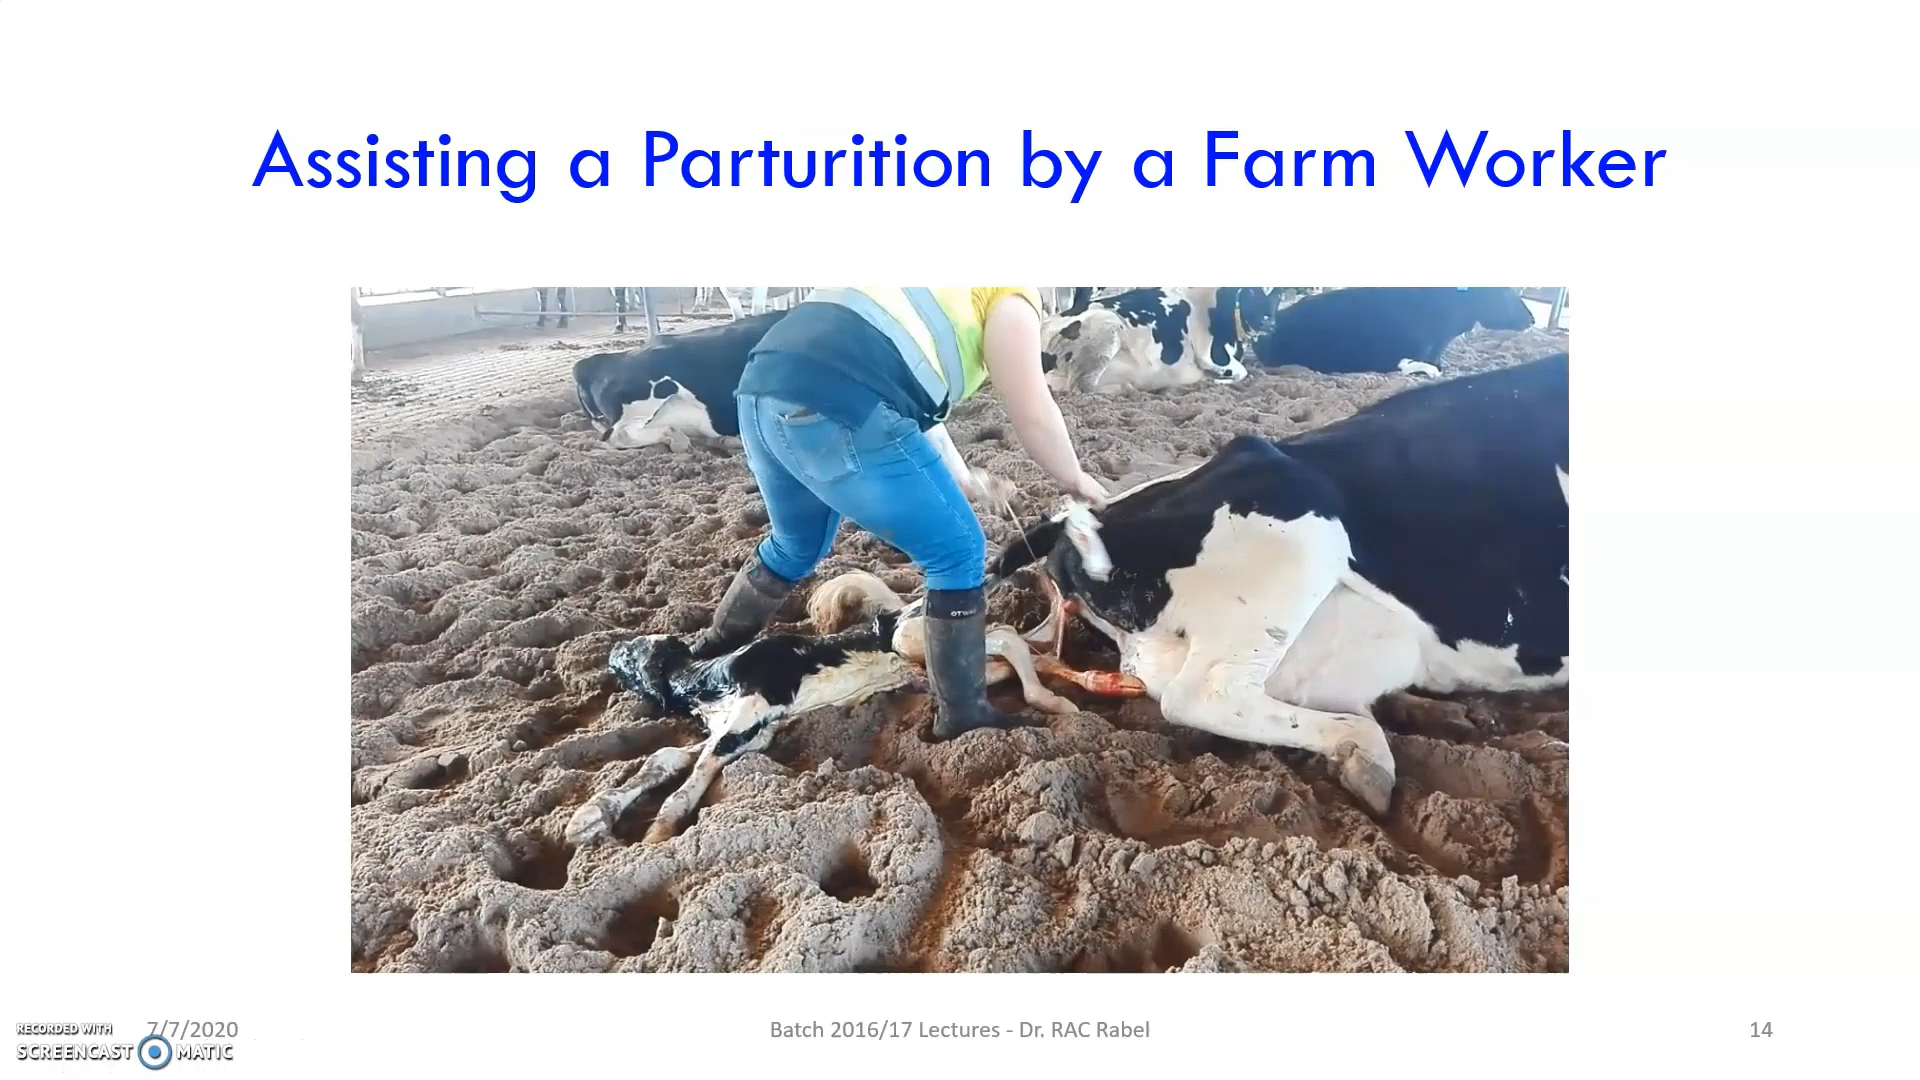 Assisting a Parturition by a Farm Worker
RECORDED WITH
SCREENCAST MATIC
7/7/2020
Batch 2016/17 Lectures - Dr. RAC Rabel
14